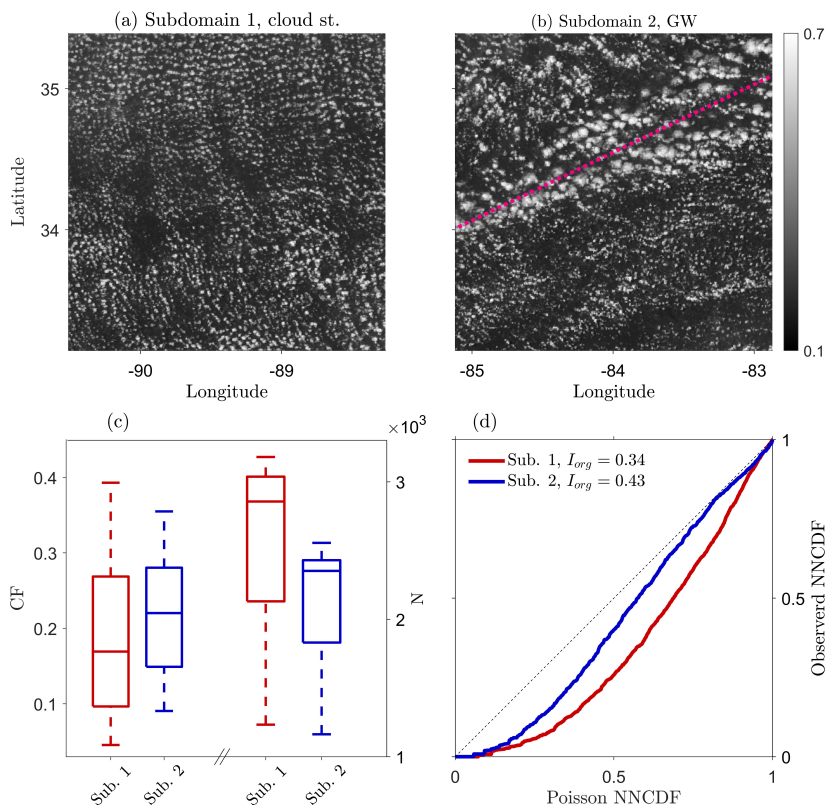 (a) Subdomain 1, cloud st.
(b) Subdomain 2, GW
35
34
Latitude
-90
-89
Longitude
-85
-84
-83
Longitude
0.7
0.1
(c)
×10³
0.4
0.3
0.2
0.1
CF
3
2
1
N
Sub. 1
Sub. 2
//
Sub. 1
Sub. 2
(d)
Sub. 1, I_org = 0.34
Sub. 2, I_org = 0.43
1
0.5
0
Observerd NNCDF
0
0.5
1
Poisson NNCDF